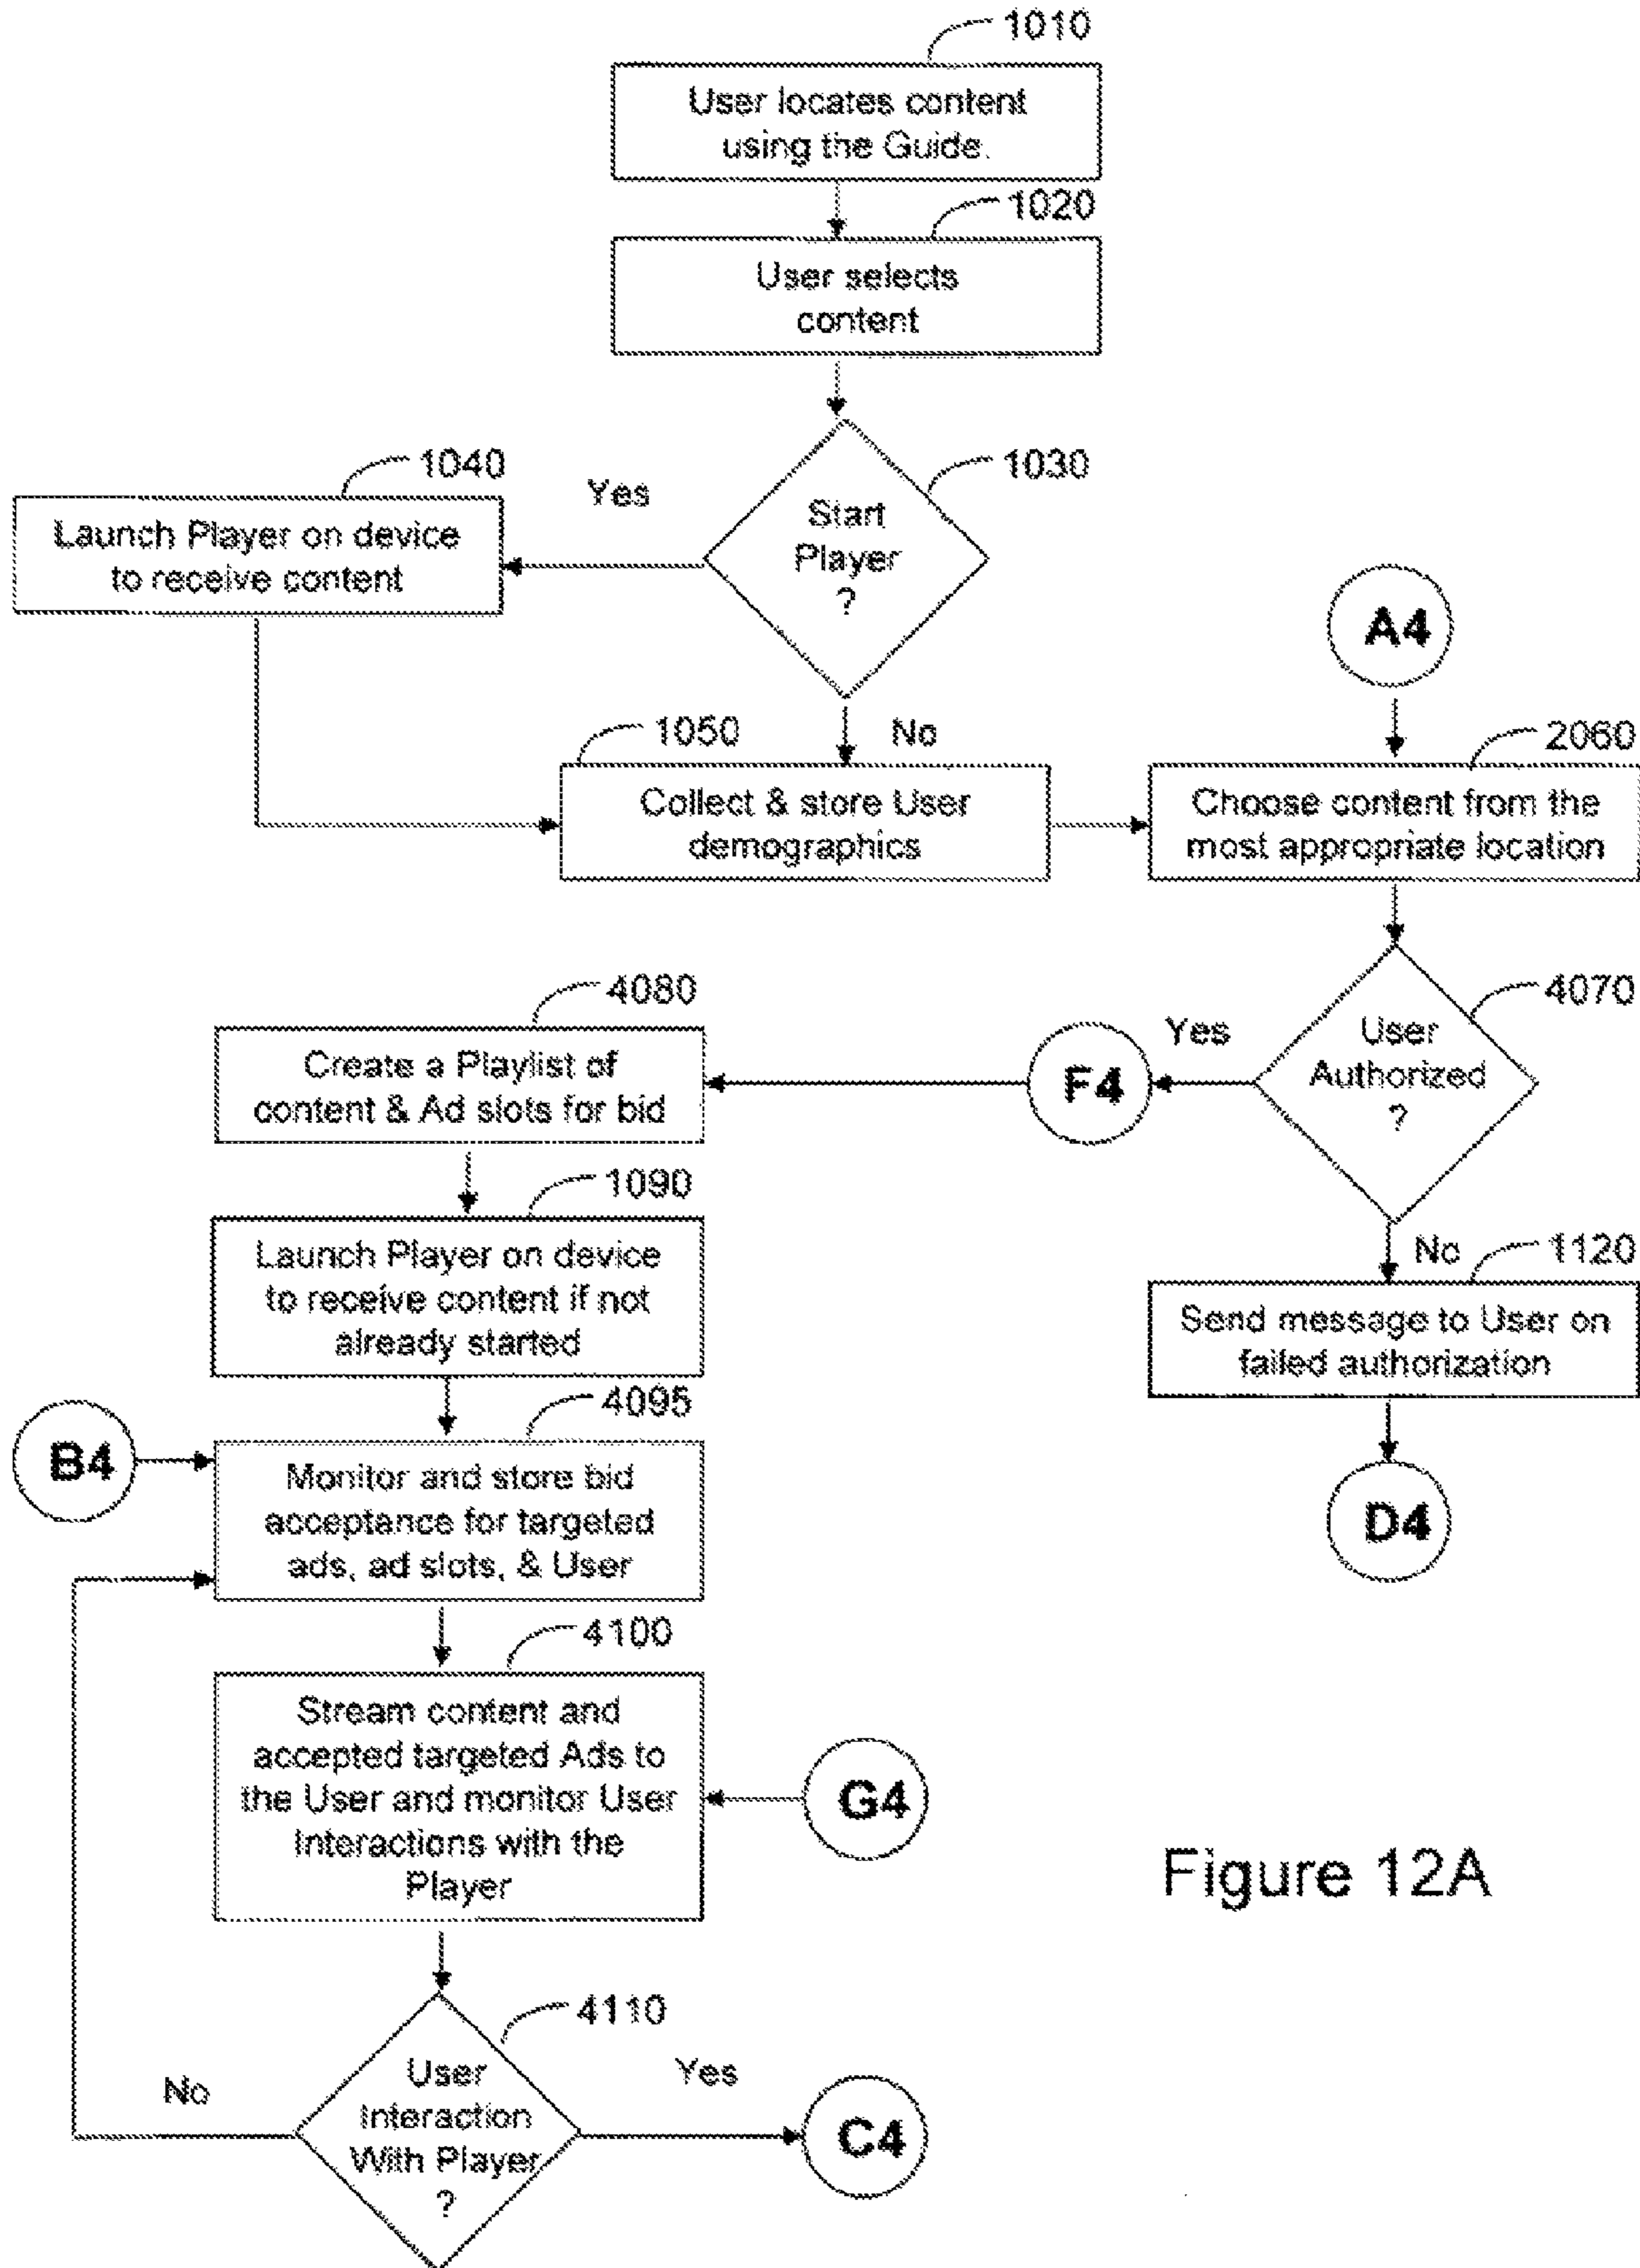 1010
User locates content
using the Guide.
1020
User selects
content
1030
Start
Player
?
Yes
1040
Launch Player on device
to receive content
No
1050
Collect & store User
demographics
A4
2060
Choose content from the
most appropriate location
4070
User
Authorized
?
Yes
F4
4080
Create a Playlist of
content & Ad slots for bid
No
1120
Send message to User on
failed authorization
D4
1090
Launch Player on device
to receive content if not
already started
4095
B4
Monitor and store bid
acceptance for targeted
ads, ad slots, & User
4100
Stream content and
accepted targeted Ads to
the User and monitor User
Interactions with the
Player
G4
4110
User
Interaction
With Player
?
No
Yes
C4
Figure 12A